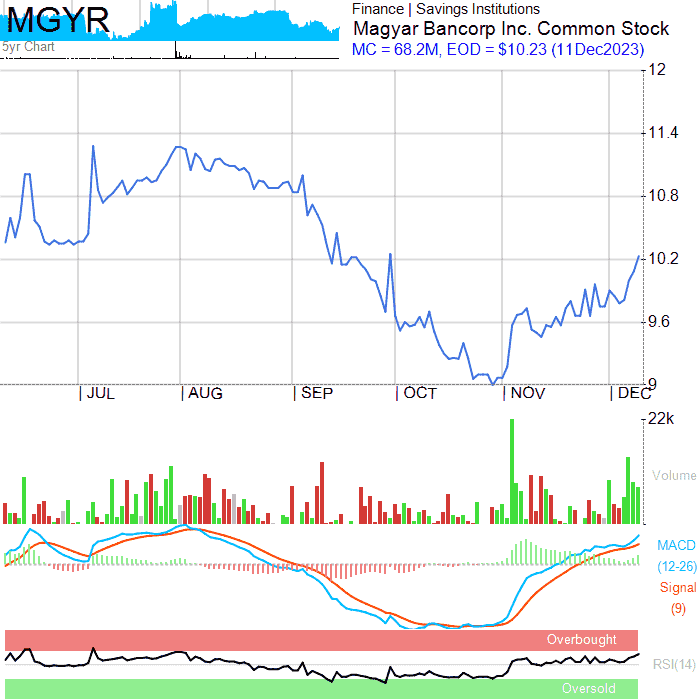 MGYR
5yr Chart
Finance | Savings Institutions
Magyar Bancorp Inc. Common Stock
MC = 68.2M, EOD = $10.23 (11Dec2023)
12
11.4
10.8
10.2
9.6
9
JUL AUG SEP OCT NOV DEC
22k
Volume
MACD
(12-26)
Signal
(9)
Overbought
RSI(14)
Oversold